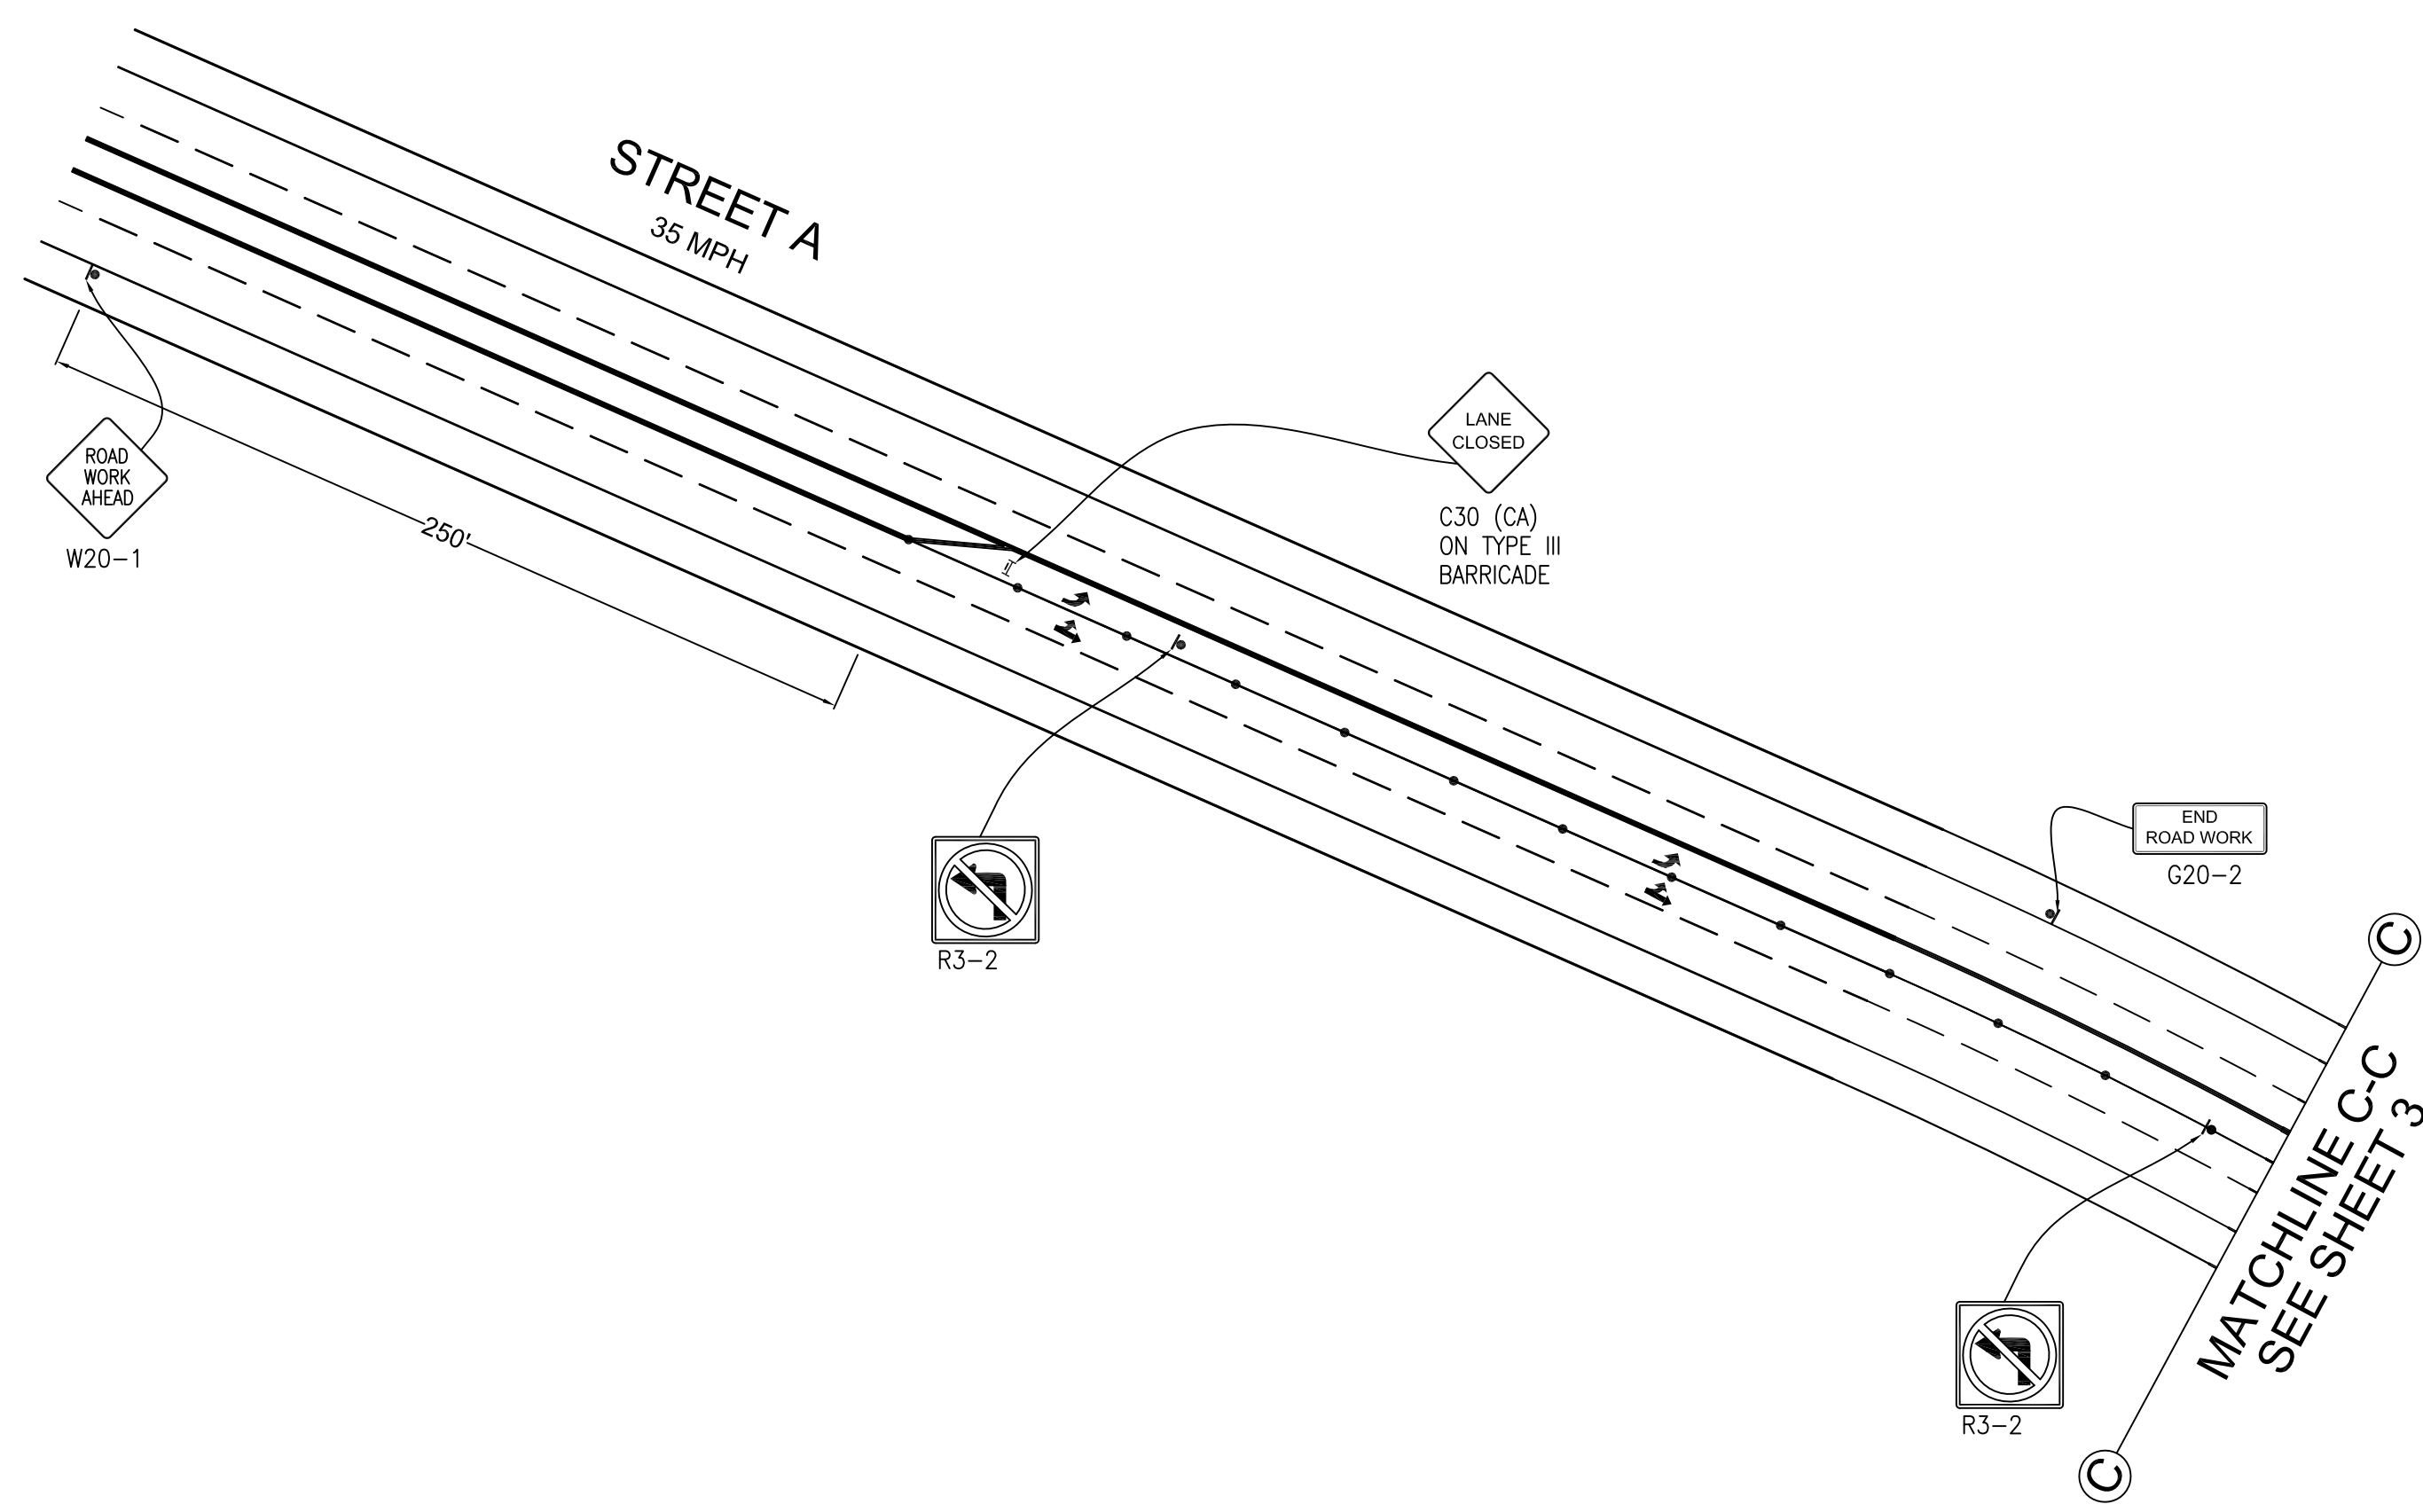 STREET A
35 MPH
ROAD
WORK
AHEAD
W20-1
250'
LANE
CLOSED
C30 (CA)
ON TYPE III
BARRICADE
R3-2
END
ROAD WORK
G20-2
C
MATCHLINE C-C
SEE SHEET 3
R3-2
C